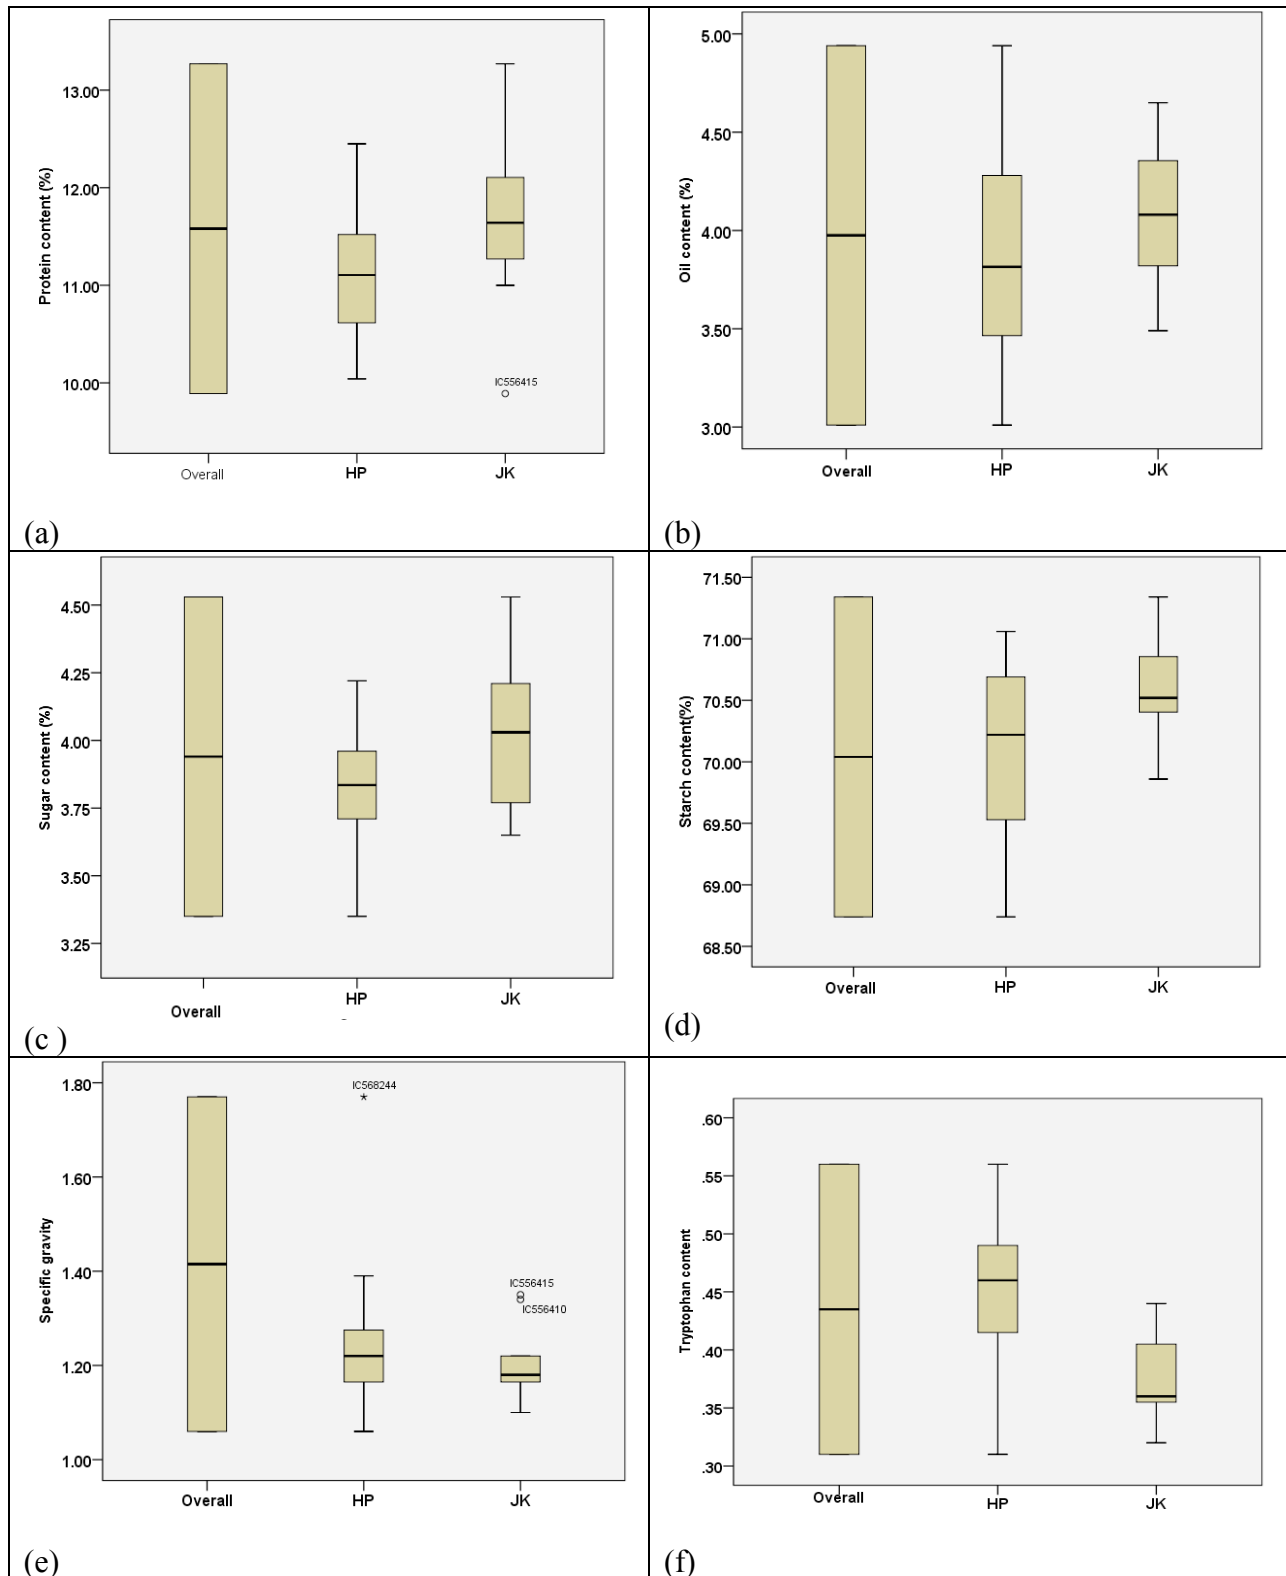 13.00
12.00
11.00
10.00
Protein content (%)
IC556415
Overall HP JK
(a)
5.00
4.50
4.00
3.50
3.00
Oil content (%)
Overall HP JK
(b)
4.50
4.25
4.00
3.75
3.50
3.25
Sugar content (%)
Overall HP JK
(c )
71.50
71.00
70.50
70.00
69.50
69.00
68.50
Starch content(%)
Overall HP JK
(d)
1.80
1.60
1.40
1.20
1.00
Specific gravity
IC568244
IC556415
IC556410
Overall HP JK
(e)
.60
.55
.50
.45
.40
.35
.30
Tryptophan content
Overall HP JK
(f)